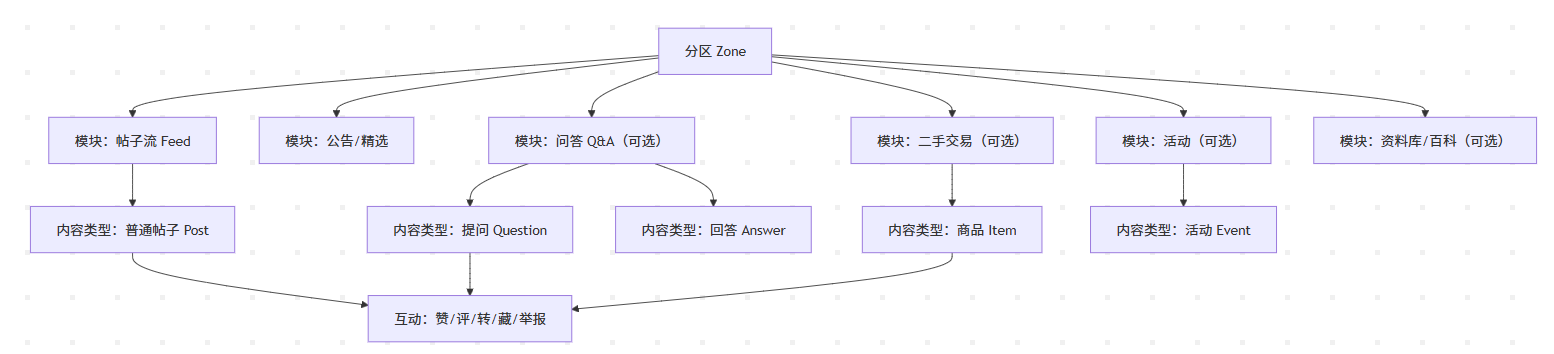 分区 Zone
模块：帖子流 Feed
模块：公告/精选
模块：问答 Q&A（可选）
模块：二手交易（可选）
模块：活动（可选）
模块：资料库/百科（可选）
内容类型：普通帖子 Post
内容类型：提问 Question
内容类型：回答 Answer
内容类型：商品 Item
内容类型：活动 Event
互动：赞/评/转/藏/举报